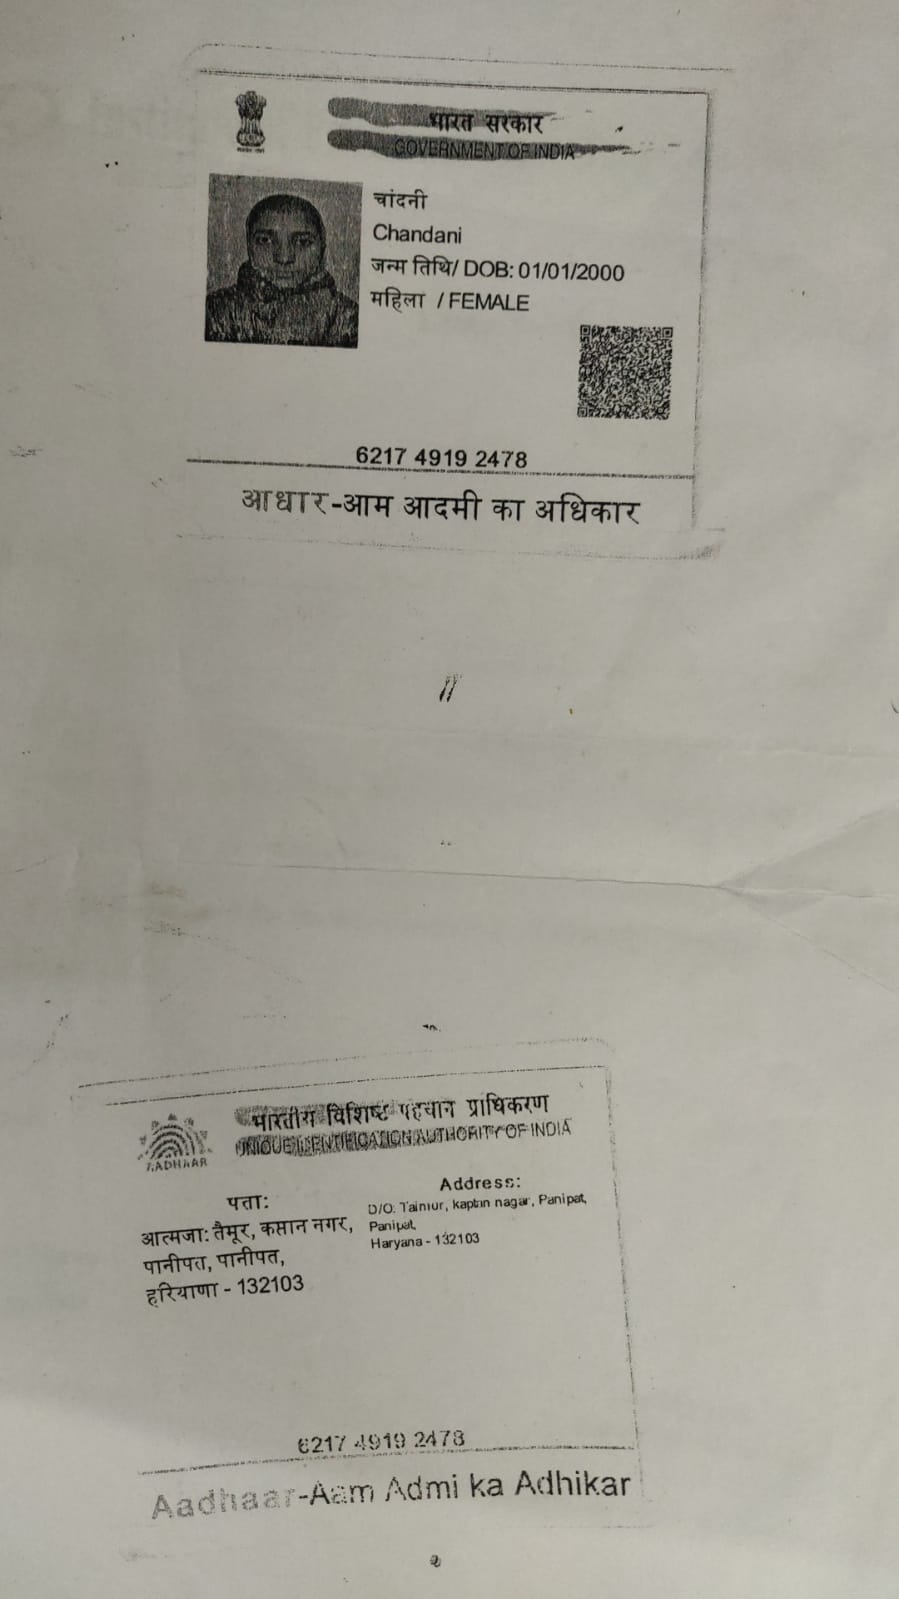 भारत सरकार
GOVERNMENT OF INDIA
चांदनी
Chandani
जन्म तिथि/ DOB: 01/01/2000
महिला / FEMALE
6217 4919 2478
आधार-आम आदमी का अधिकार
भारतीय विशिष्ट पहचान प्राधिकरण
UNIQUE IDENTIFICATION AUTHORITY OF INDIA
AADHAAR
पता:
आत्मजा: तैमूर, कप्तान नगर,
पानीपत, पानीपत,
हरियाणा - 132103
Address:
D/O: Taimur, kaptan nagar, Panipat,
Panipat,
Haryana - 132103
6217 4919 2478
Aadhaar-Aam Admi ka Adhikar